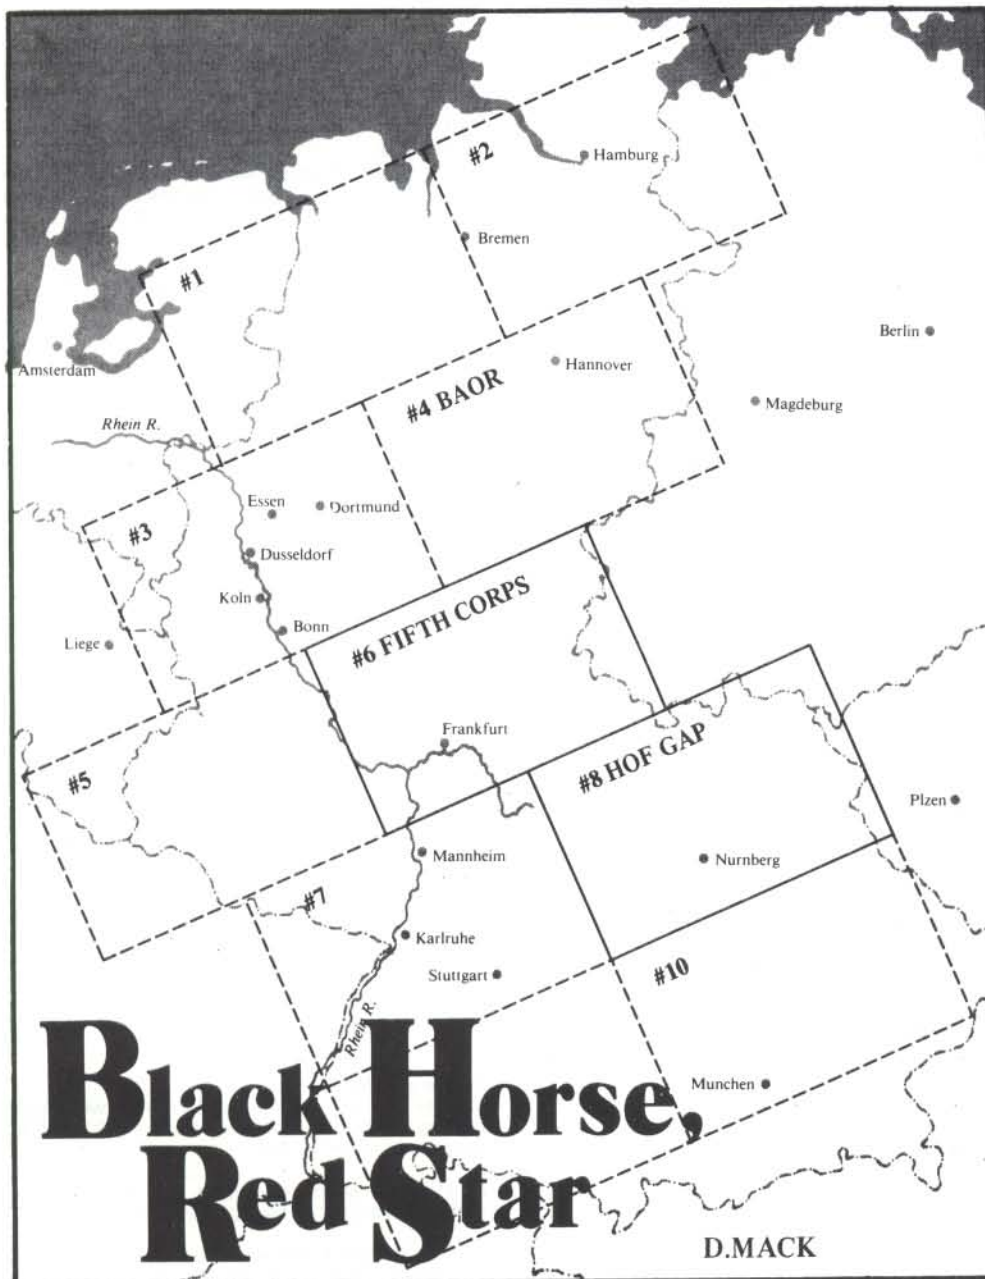 #2
Hamburg
Bremen
#1
Berlin
Amsterdam
Hannover
#4 BAOR
Magdeburg
Rhein R.
Essen
Dortmund
#3
Dusseldorf
Koln
#6 FIFTH CORPS
Bonn
Liege
Frankfurt
#5
#8 HOF GAP
Plzen
Mannheim
Nurnberg
#7
Karlruhe
Stuttgart
#10
Rhein R.
Black Horse,
Munchen
Red Star
D.MACK